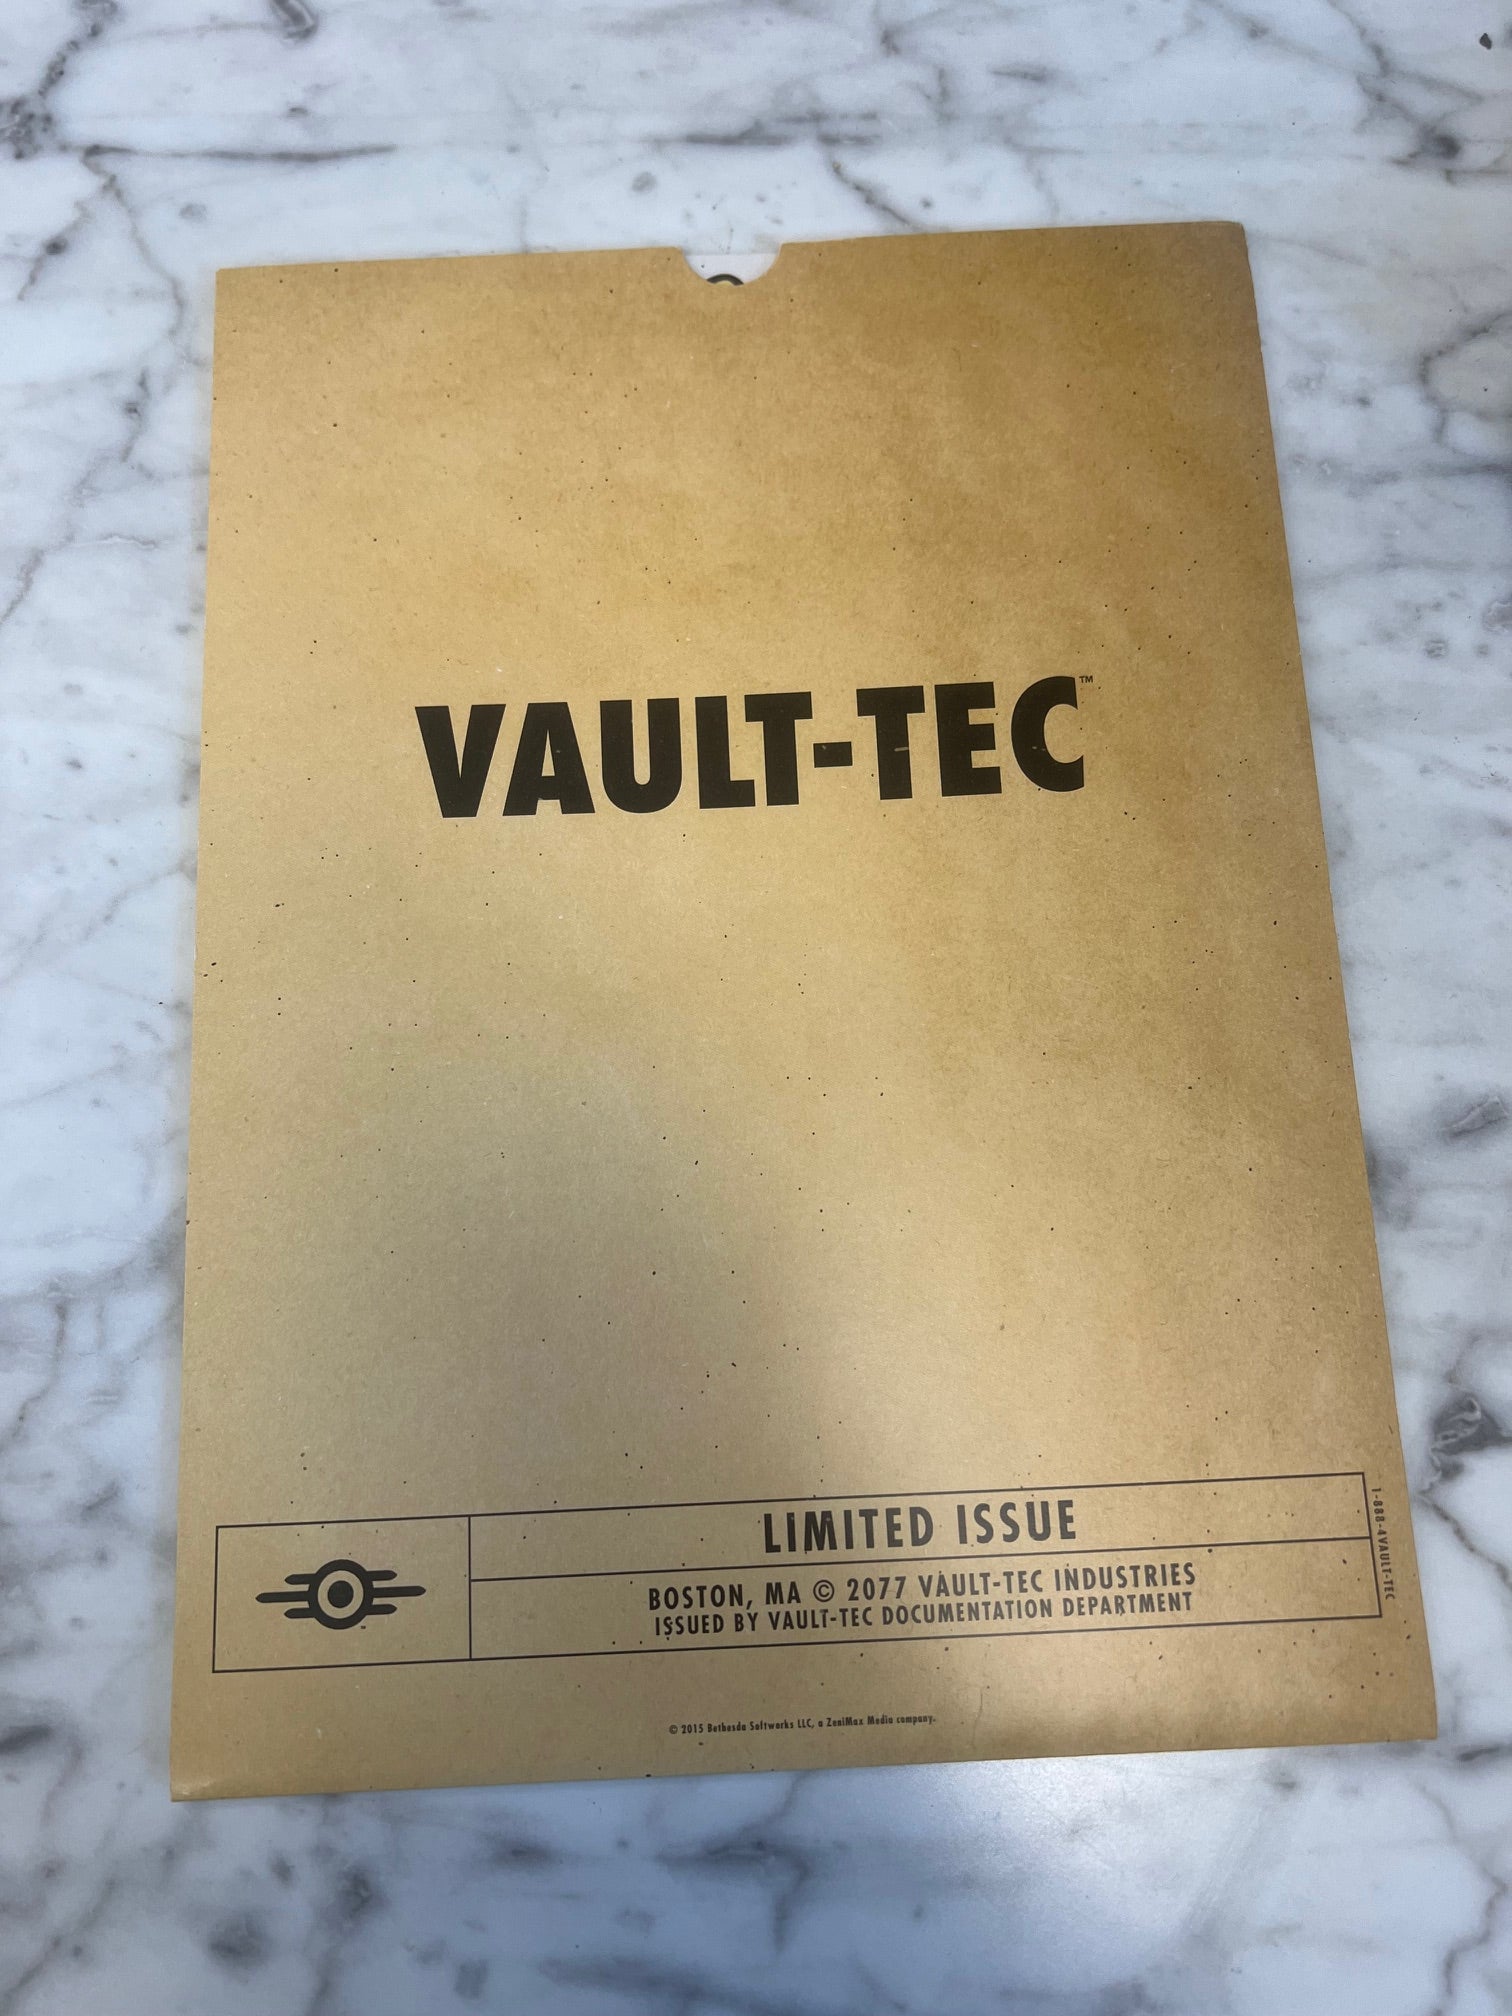 VAULT-TEC™
LIMITED ISSUE
BOSTON, MA © 2077 VAULT-TEC INDUSTRIES
ISSUED BY VAULT-TEC DOCUMENTATION DEPARTMENT
1-888-4VAULT-TEC
© 2015 Bethesda Softworks LLC, a ZeniMax Media company.